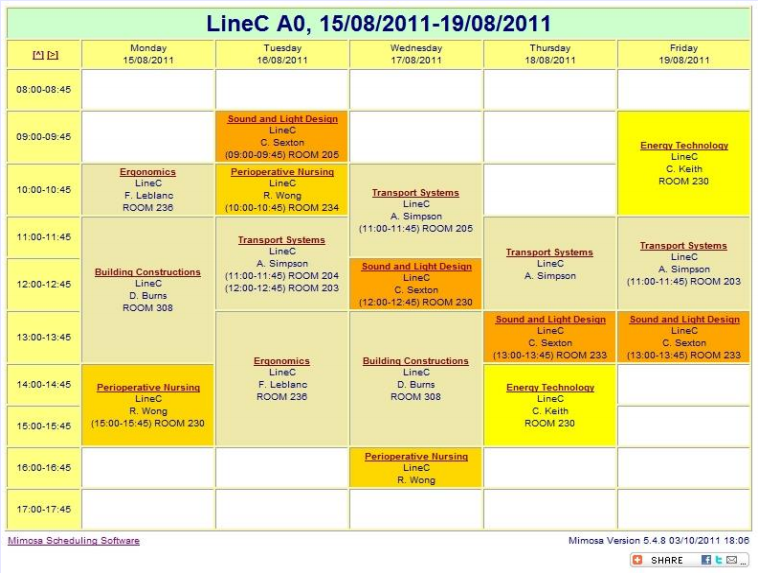 LineC A0, 15/08/2011-19/08/2011
[^] [>]
Monday
15/08/2011
Tuesday
16/08/2011
Wednesday
17/08/2011
Thursday
18/08/2011
Friday
19/08/2011
08:00-08:45
09:00-09:45
Sound and Light Design
LineC
C. Sexton
(09:00-09:45) ROOM 205
Energy Technology
LineC
C. Keith
ROOM 230
10:00-10:45
Ergonomics
LineC
F. Leblanc
ROOM 236
Perioperative Nursing
LineC
R. Wong
(10:00-10:45) ROOM 234
Transport Systems
LineC
A. Simpson
(11:00-11:45) ROOM 205
11:00-11:45
Building Constructions
LineC
D. Burns
ROOM 308
Transport Systems
LineC
A. Simpson
(11:00-11:45) ROOM 204
(12:00-12:45) ROOM 203
Transport Systems
LineC
A. Simpson
Transport Systems
LineC
A. Simpson
(11:00-11:45) ROOM 203
12:00-12:45
Sound and Light Design
LineC
C. Sexton
(12:00-12:45) ROOM 230
13:00-13:45
Ergonomics
LineC
F. Leblanc
ROOM 236
Building Constructions
LineC
D. Burns
ROOM 308
Sound and Light Design
LineC
C. Sexton
(13:00-13:45) ROOM 233
Sound and Light Design
LineC
C. Sexton
(13:00-13:45) ROOM 233
14:00-14:45
Perioperative Nursing
LineC
R. Wong
(15:00-15:45) ROOM 230
Energy Technology
LineC
C. Keith
ROOM 230
15:00-15:45
16:00-16:45
Perioperative Nursing
LineC
R. Wong
17:00-17:45
Mimosa Scheduling Software
Mimosa Version 5.4.8 03/10/2011 18:06
SHARE